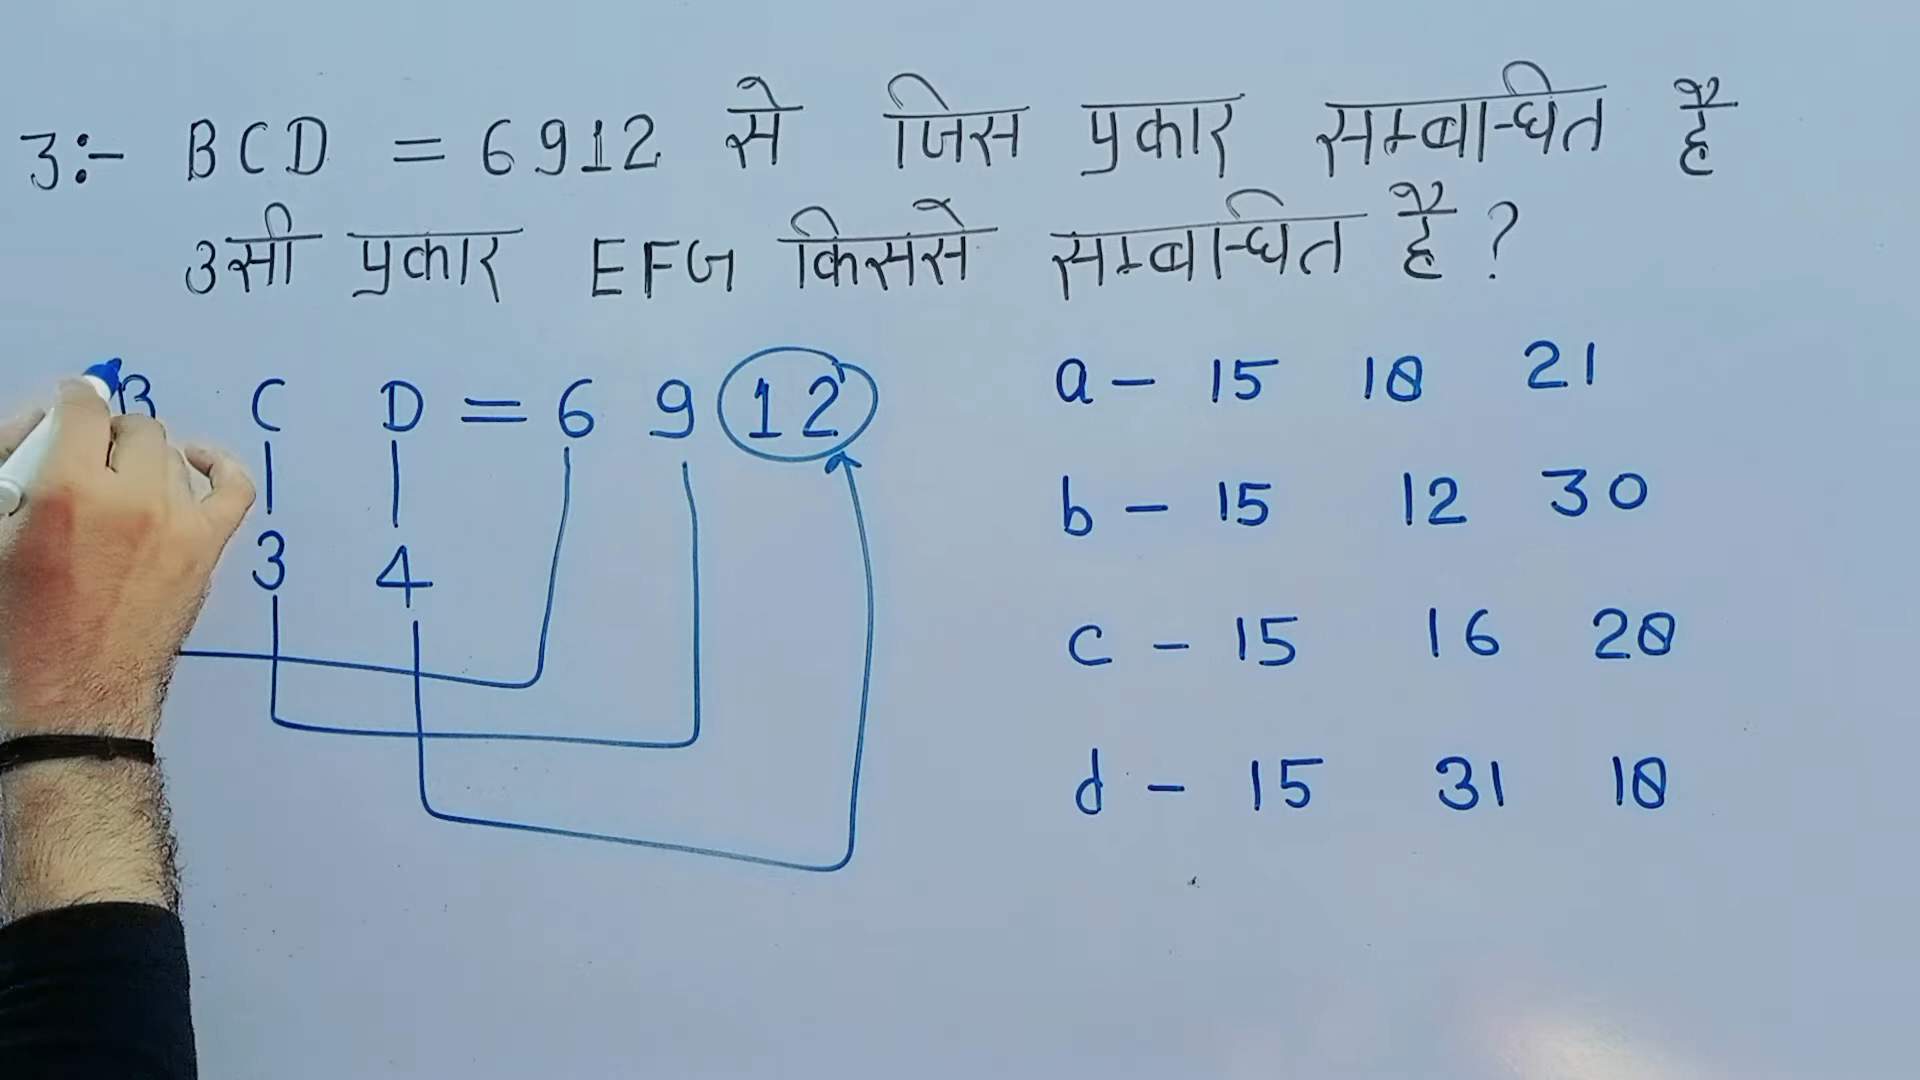 3:- BCD = 6912 से जिस प्रकार सम्बन्धित है
उसी प्रकार EFG किससे सम्बन्धित है ?
B C D = 6 9 12
3 4
a - 15 18 21
b - 15 12 30
c - 15 16 28
d - 15 31 18